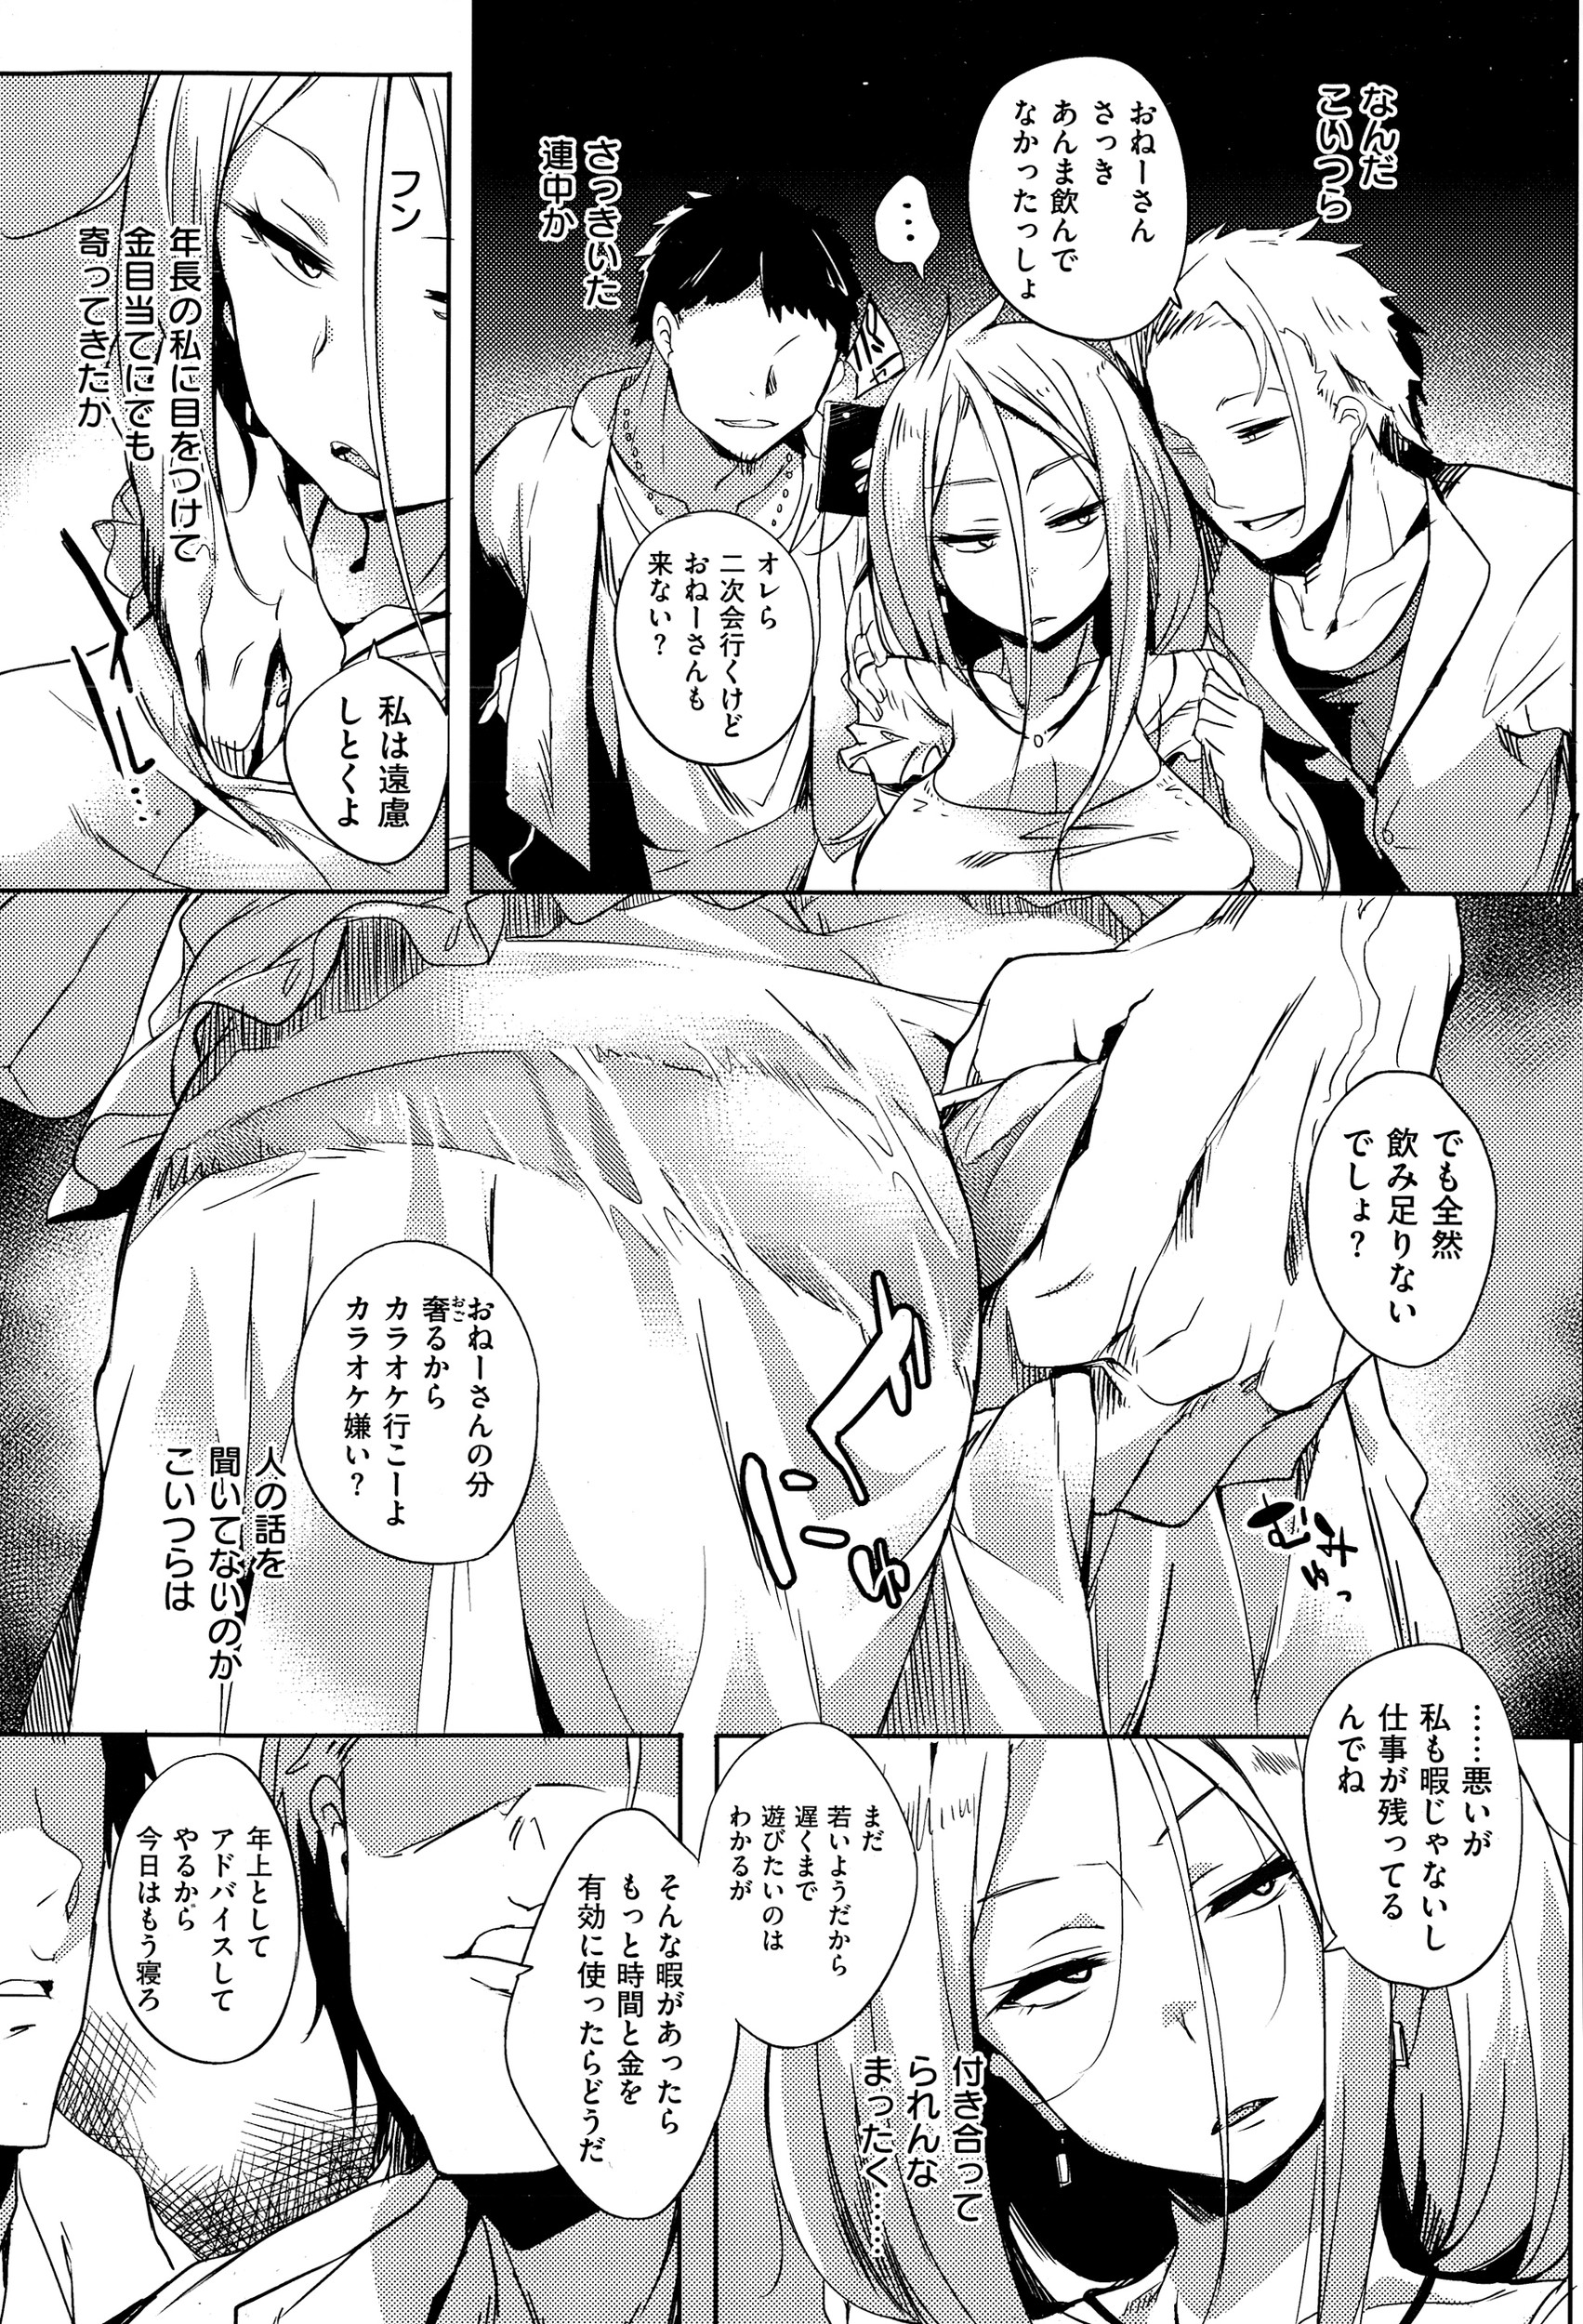 なんだ
こいつら
おねーさん
さっき
あんま飲んで
なかったっしょ
…
さっきいた
連中か
オレら
二次会行くけど
おねーさんも
来ない?
フン
年長の私に目をつけて
金目当てにでも
寄ってきたか
私は遠慮
しとくよ
でも全然
飲み足りない
でしょ?
おねーさんの分
奢るから
おご
カラオケ行こーよ
カラオケ嫌い?
人の話を
聞いてないのか
こいつらは
……悪いが
私も暇じゃないし
仕事が残ってる
んでね
付き合って
られんな
まったく……
まだ
若いようだから
遅くまで
遊びたいのは
わかるが
そんな暇があったら
もっと時間と金を
有効に使ったらどうだ
年上として
アドバイスして
やるから
今日はもう寝ろ